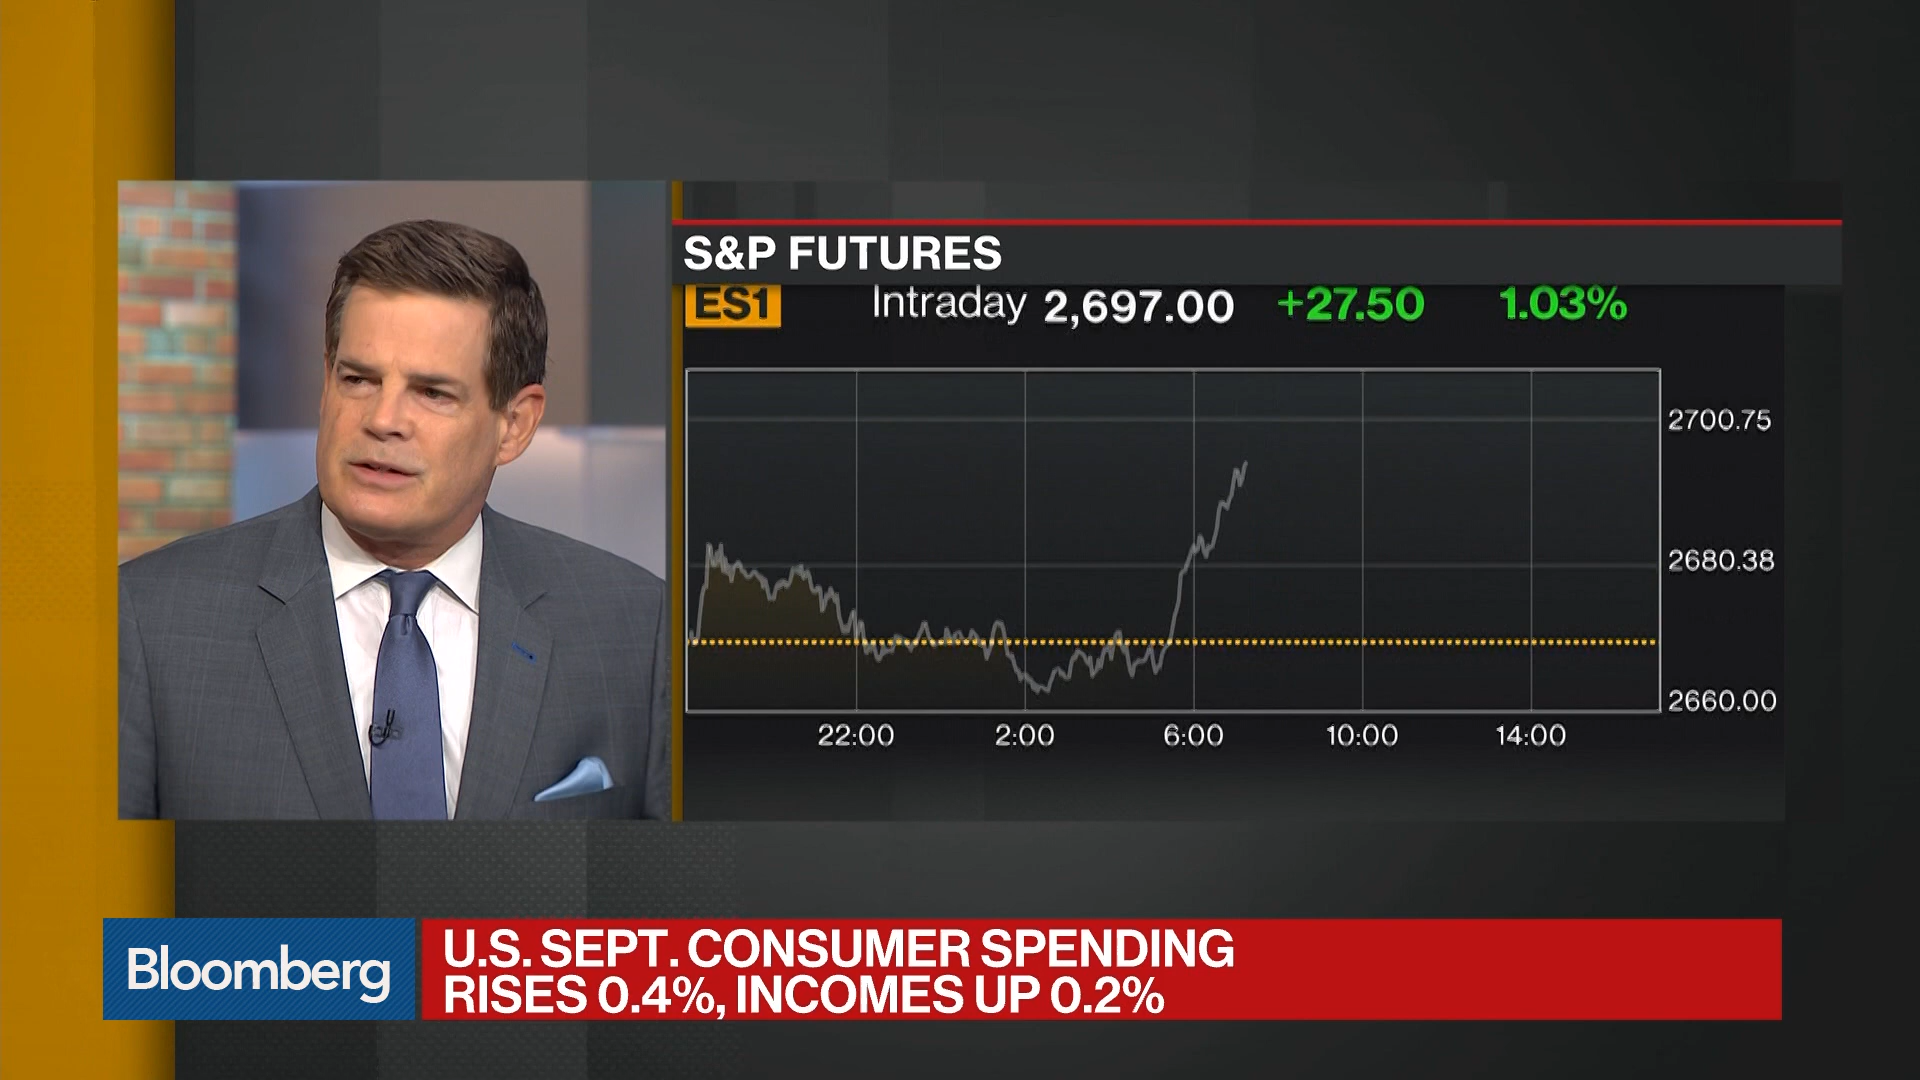 S&P FUTURES
ES1 Intraday 2,697.00 +27.50 1.03%
2700.75
2680.38
2660.00
22:00 2:00 6:00 10:00 14:00
Bloomberg
U.S. SEPT. CONSUMER SPENDING
RISES 0.4%, INCOMES UP 0.2%